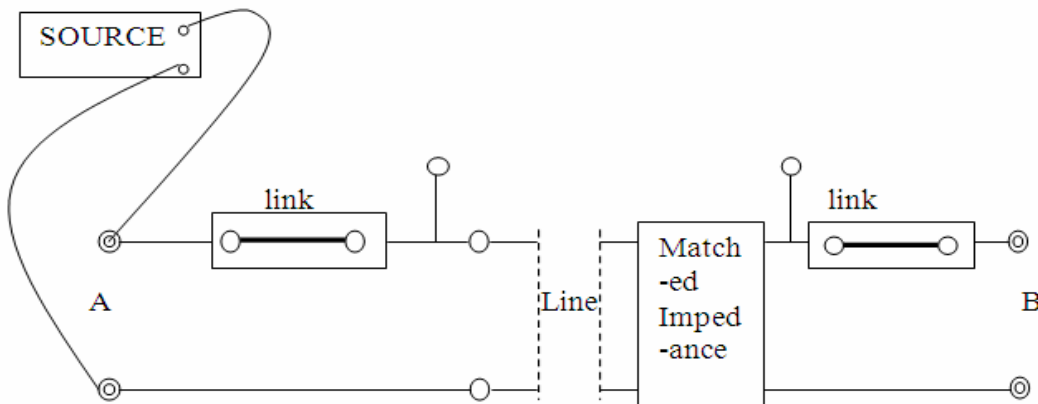 SOURCE
link
link
A
Line
Match
-ed
Imped
-ance
B